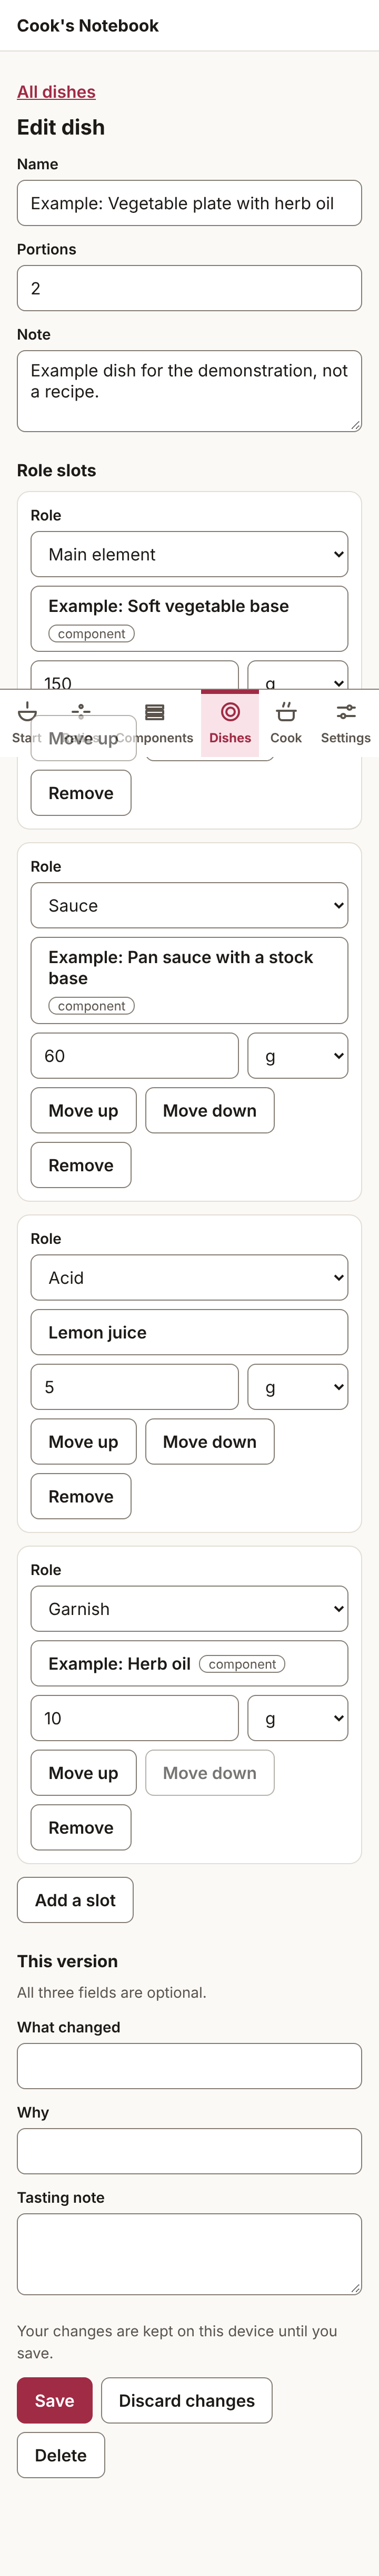 Cook's Notebook
All dishes
Edit dish
Name
Example: Vegetable plate with herb oil
Portions
2
Note
Example dish for the demonstration, not
a recipe.
Role slots
Role
Main element
Example: Soft vegetable base
component
150 g
Move up
Start Components Dishes Cook Settings
Remove
Role
Sauce
Example: Pan sauce with a stock
base
component
60 g
Move up Move down
Remove
Role
Acid
Lemon juice
5 g
Move up Move down
Remove
Role
Garnish
Example: Herb oil component
10 g
Move up Move down
Remove
Add a slot
This version
All three fields are optional.
What changed
Why
Tasting note
Your changes are kept on this device until you
save.
Save Discard changes
Delete